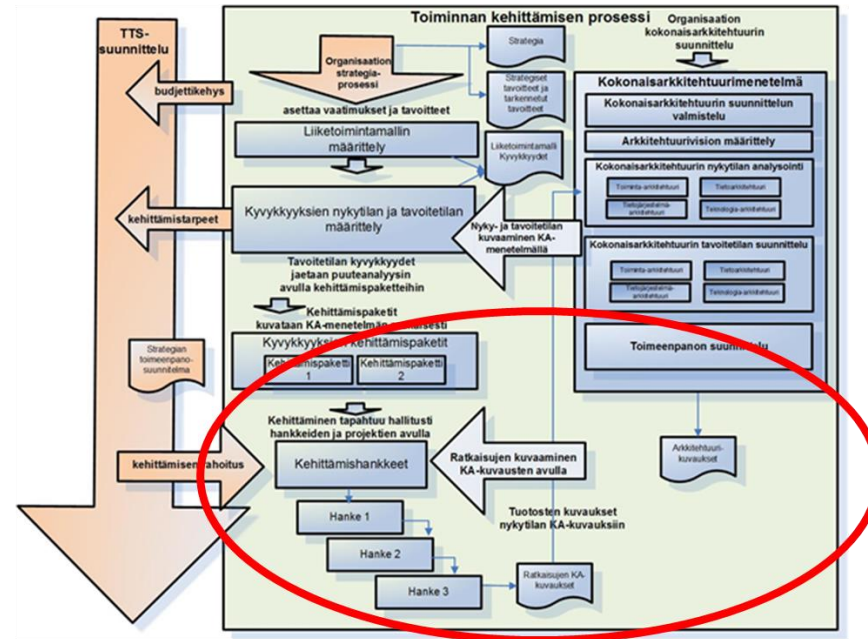 Toiminnan kehittämisen prosessi
TTS-
suunnittelu
budjettikehys
kehittämistarpeet
Strategian
toimeenpano-
suunnitelma
kehittämisen rahoitus
Organisaation
strategia-
prosessi
Strategia
Strategiset
tavoitteet ja
tarkennetut
tavoitteet
asettaa vaatimukset ja tavoitteet
Liiketoimintamallin
määrittely
Liiketoimintamalli
Kyvykkyydet
Kyvykkyyksien nykytilan ja tavoitetilan
määrittely
Nyky- ja tavoitetilan
kuvaaminen KA-
menetelmällä
Tavoitetilan kyvykkyydet
jaetaan puuteanalyysin
avulla kehittämispaketteihin
Kehittämispaketit
kuvataan KA-menetelmän
Kyvykkyyksien kehittämispaketit
Kehittämispaketti
1
Kehittämispaketti
2
Kehittäminen tapahtuu hallitusti
hankkeiden ja projektien avulla
Kehittämishankkeet
Ratkaisujen kuvaaminen
KA-kuvausten avulla
Hanke 1
Hanke 2
Hanke 3
Tuotosten kuvaukset
nykytilan KA-kuvauksiin
Ratkaisujen KA-
kuvaukset
Organisaation
kokonaisarkkitehtuurin
suunnittelu
Kokonaisarkkitehtuurimenetelmä
Kokonaisarkkitehtuurin suunnittelun
valmistelu
Arkkitehtuurivision määrittely
Kokonaisarkkitehtuurin nykytilan analysointi
Toiminta-arkkitehtuuri
Tietoarkkitehtuuri
Tietojärjestelmä-
arkkitehtuuri
Teknologia-arkkitehtuuri
Kokonaisarkkitehtuurin tavoitetilan suunnittelu
Toiminta-arkkitehtuuri
Tietoarkkitehtuuri
Tietojärjestelmä-
arkkitehtuuri
Teknologia-arkkitehtuuri
Toimeenpanon suunnittelu
Arkkitehtuuri-
kuvaukset